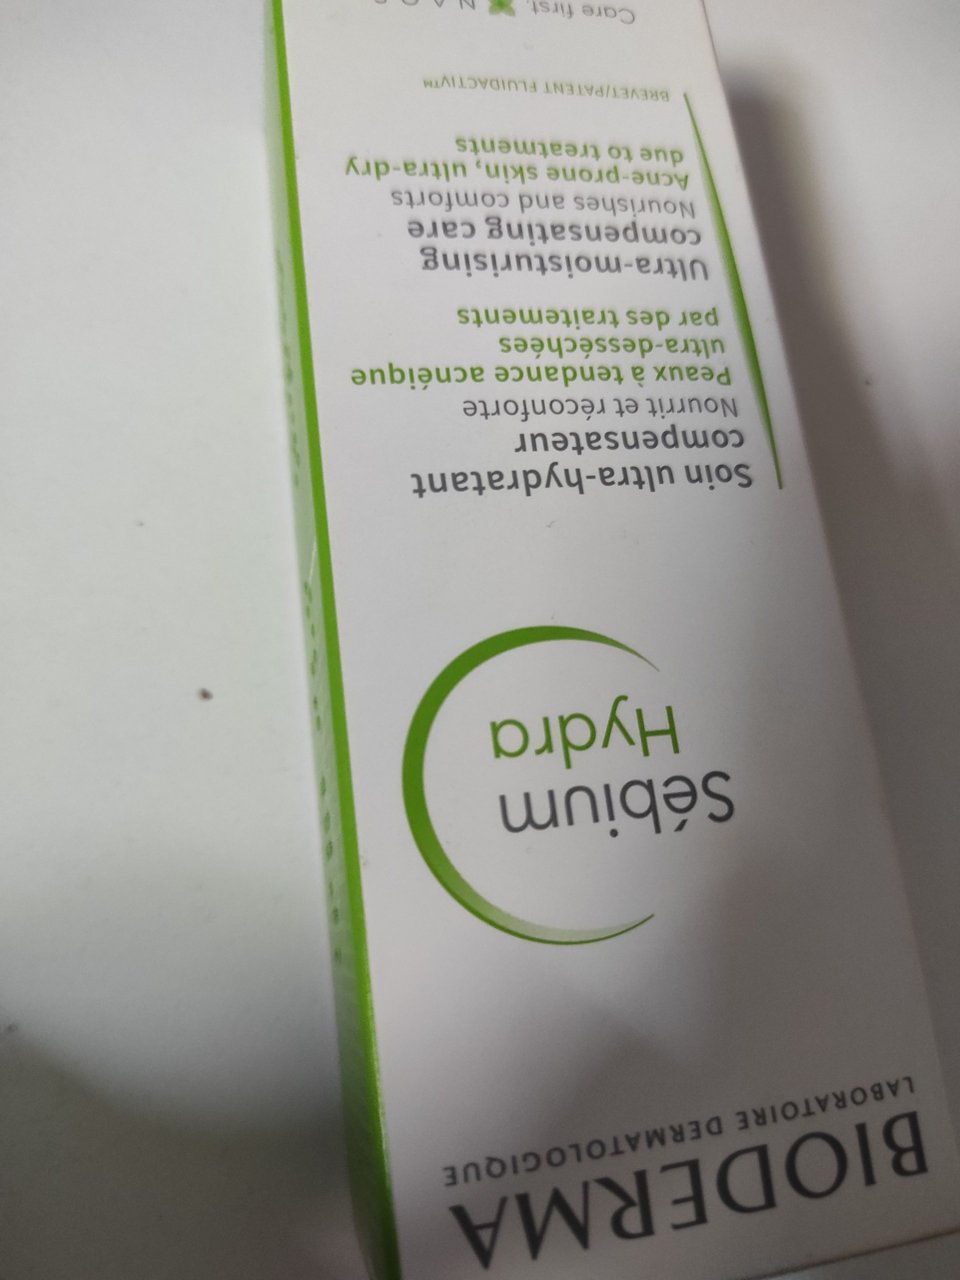 BIODERMA
LABORATOIRE DERMATOLOGIQUE
Sébium
Hydra
Soin ultra-hydratant
compensateur
Nourrit et réconforte
Peaux à tendance acnéique
ultra-desséchées
par des traitements
Ultra-moisturising
compensating care
Nourishes and comforts
Acne-prone skin, ultra-dry
due to treatments
BREVET/PATENT FLUIDACTIV™
Care first.